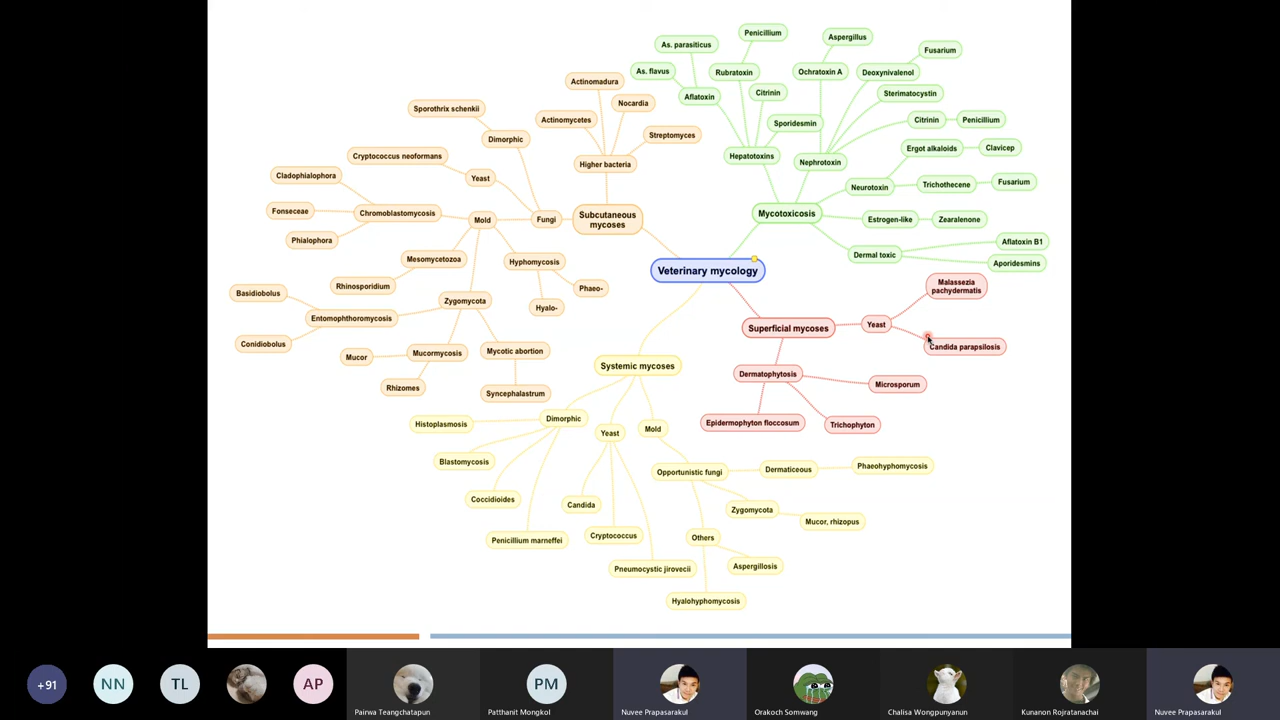 Penicillium
Aspergillus
As. parasiticus
Fusarium
As. flavus
Rubratoxin
Ochratoxin A
Deoxynivalenol
Actinomadura
Citrinin
Sterimatocystin
Aflatoxin
Nocardia
Sporothrix schenkii
Actinomycetes
Sporidesmin
Citrinin
Penicillium
Streptomyces
Dimorphic
Ergot alkaloids
Clavicep
Cryptococcus neoformans
Hepatotoxins
Nephrotoxin
Higher bacteria
Cladophialophora
Yeast
Neurotoxin
Trichothecene
Fusarium
Fonseceae
Chromoblastomycosis
Mold
Fungi
Subcutaneous
mycoses
Mycotoxicosis
Estrogen-like
Zearalenone
Phialophora
Aflatoxin B1
Mesomycetozoa
Hyphomycosis
Dermal toxic
Aporidesmins
Veterinary mycology
Rhinosporidium
Phaeo-
Malassezia
pachydermatis
Basidiobolus
Zygomycota
Hyalo-
Entomophthoromycosis
Superficial mycoses
Yeast
Conidiobolus
Candida parapsilosis
Mucor
Mucormycosis
Mycotic abortion
Systemic mycoses
Dermatophytosis
Microsporum
Rhizomes
Syncephalastrum
Histoplasmosis
Dimorphic
Yeast
Mold
Epidermophyton floccosum
Trichophyton
Blastomycosis
Opportunistic fungi
Dermaticeous
Phaeohyphomycosis
Coccidioides
Candida
Zygomycota
Mucor, rhizopus
Penicillium marneffei
Cryptococcus
Others
Pneumocystic jirovecii
Aspergillosis
Hyalohyphomycosis
+91
NN
TL
AP
PM
Pairwa Teangchatapun
Patthanit Mongkol
Nuvee Prapasarakul
Orakoch Somwang
Chalisa Wongpunyanun
Kunanon Rojratanachai
Nuvee Prapasarakul